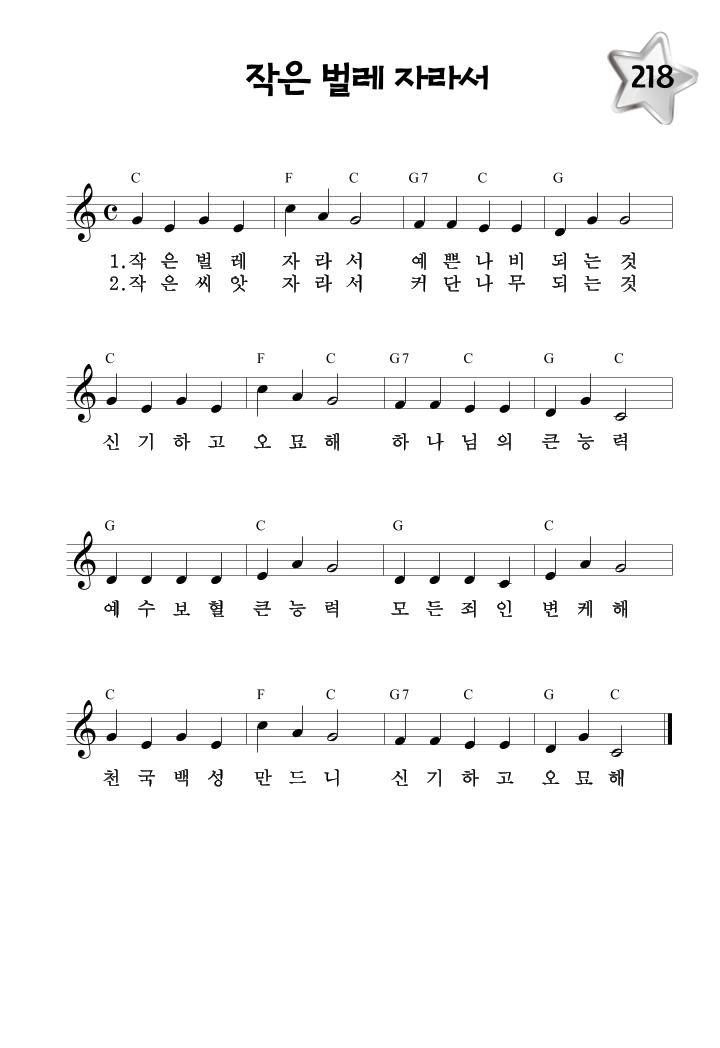 작은 벌레 자라서
218
C F C G7 C G
1.작은벌레 자라서 예쁜나비 되는것
2.작은씨앗 자라서 커단나무 되는것
C F C G7 C G C
신기하고 오묘해 하나님의 큰능력
G C G C
예수보혈 큰능력 모든죄인 변케해
C F C G7 C G C
천국백성 만드니 신기하고 오묘해